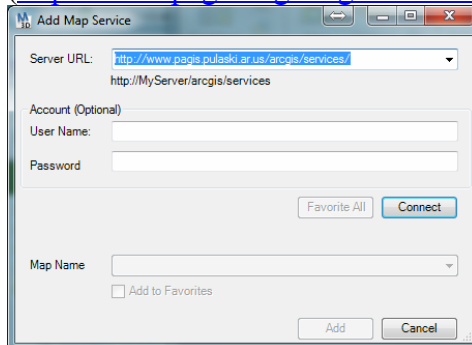 Add Map Service
Server URL: http://www.pagis.pulaski.ar.us/arcgis/services/
http://MyServer/arcgis/services
Account (Optional)
User Name:
Password
Favorite All Connect
Map Name
Add to Favorites
Add Cancel